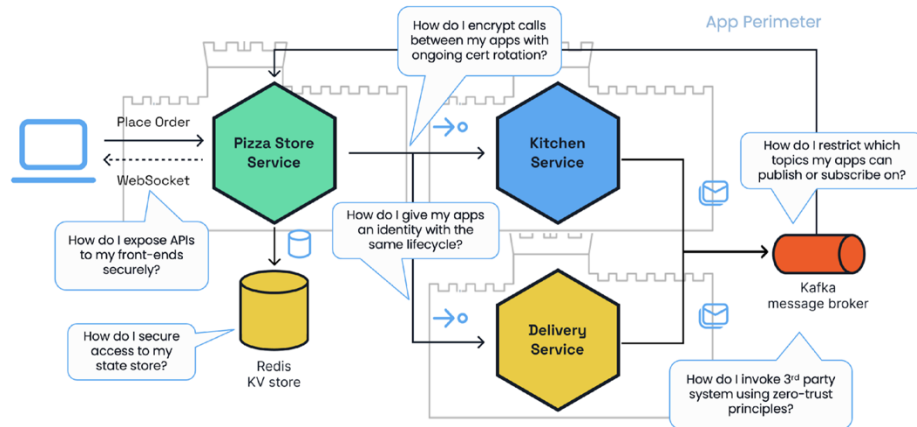 App Perimeter
How do I encrypt calls
between my apps with
ongoing cert rotation?
Place Order
WebSocket
Pizza Store
Service
Kitchen
Service
How do I restrict which
topics my apps can
publish or subscribe on?
How do I expose APIs
to my front-ends
securely?
How do I give my apps
an identity with the
same lifecycle?
Kafka
message broker
How do I secure
access to my
state store?
Redis
KV store
Delivery
Service
How do I invoke 3rd party
system using zero-trust
principles?